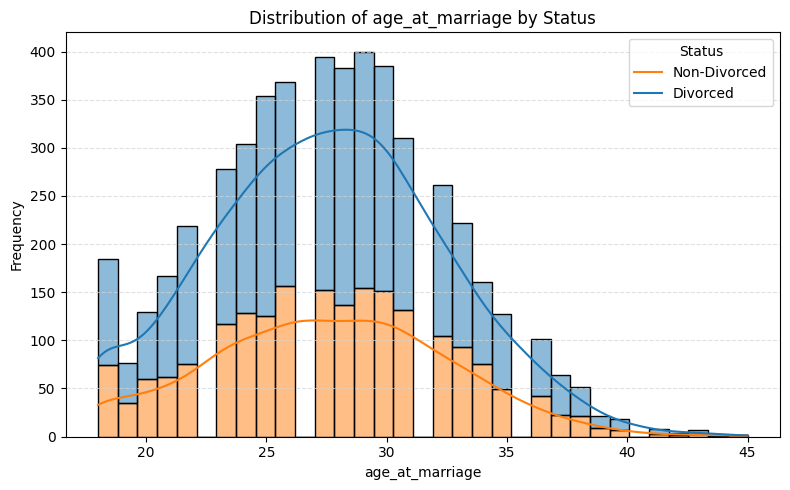 Distribution of age_at_marriage by Status
Status
Non-Divorced
Divorced
Frequency
400
350
300
250
200
150
100
50
0
20 25 30 35 40 45
age_at_marriage